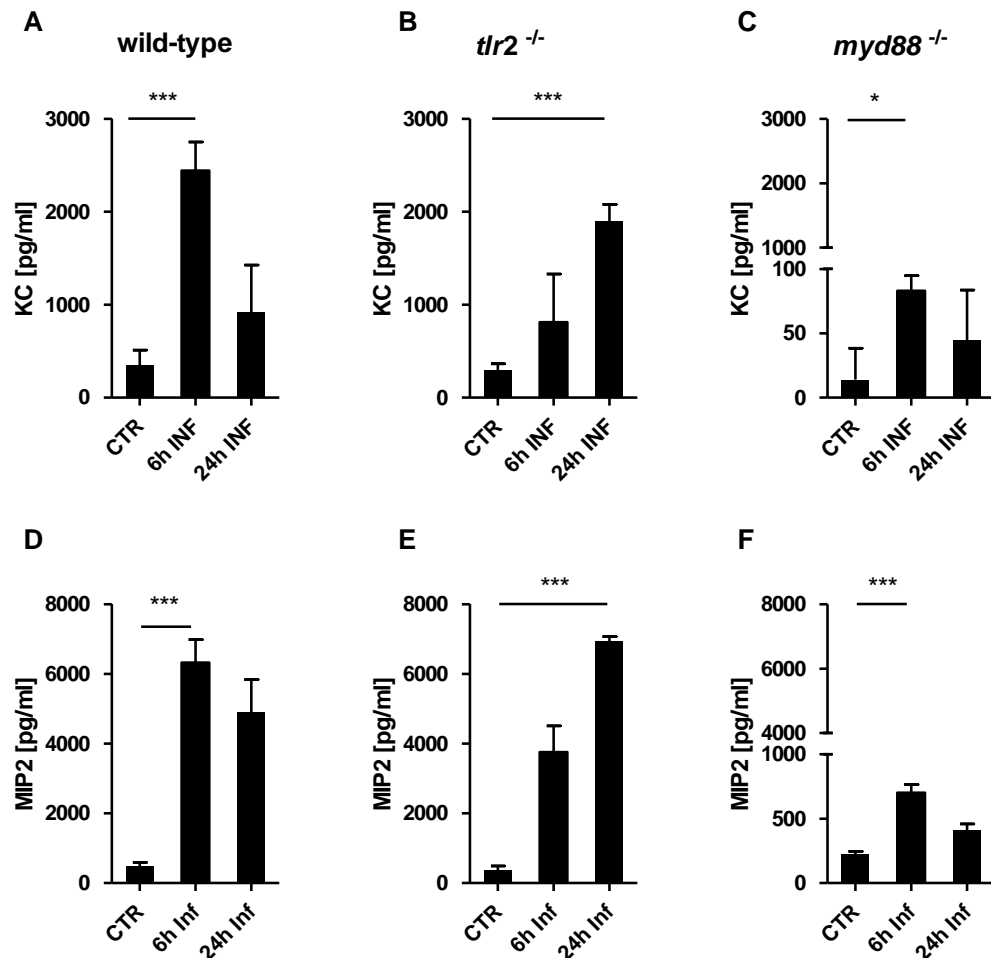 A
wild-type
B
tlr2 -/-
C
myd88 -/-
***
***
*
KC [pg/ml]
3000
2000
1000
0
CTR
6h INF
24h INF
KC [pg/ml]
3000
2000
1000
0
CTR
6h INF
24h INF
KC [pg/ml]
3000
2000
1000
100
50
0
CTR
6h INF
24h INF
D
E
F
***
***
***
MIP2 [pg/ml]
8000
6000
4000
2000
0
CTR
6h Inf
24h Inf
MIP2 [pg/ml]
8000
6000
4000
2000
0
CTR
6h Inf
24h Inf
MIP2 [pg/ml]
8000
6000
4000
1000
500
0
CTR
6h Inf
24h Inf